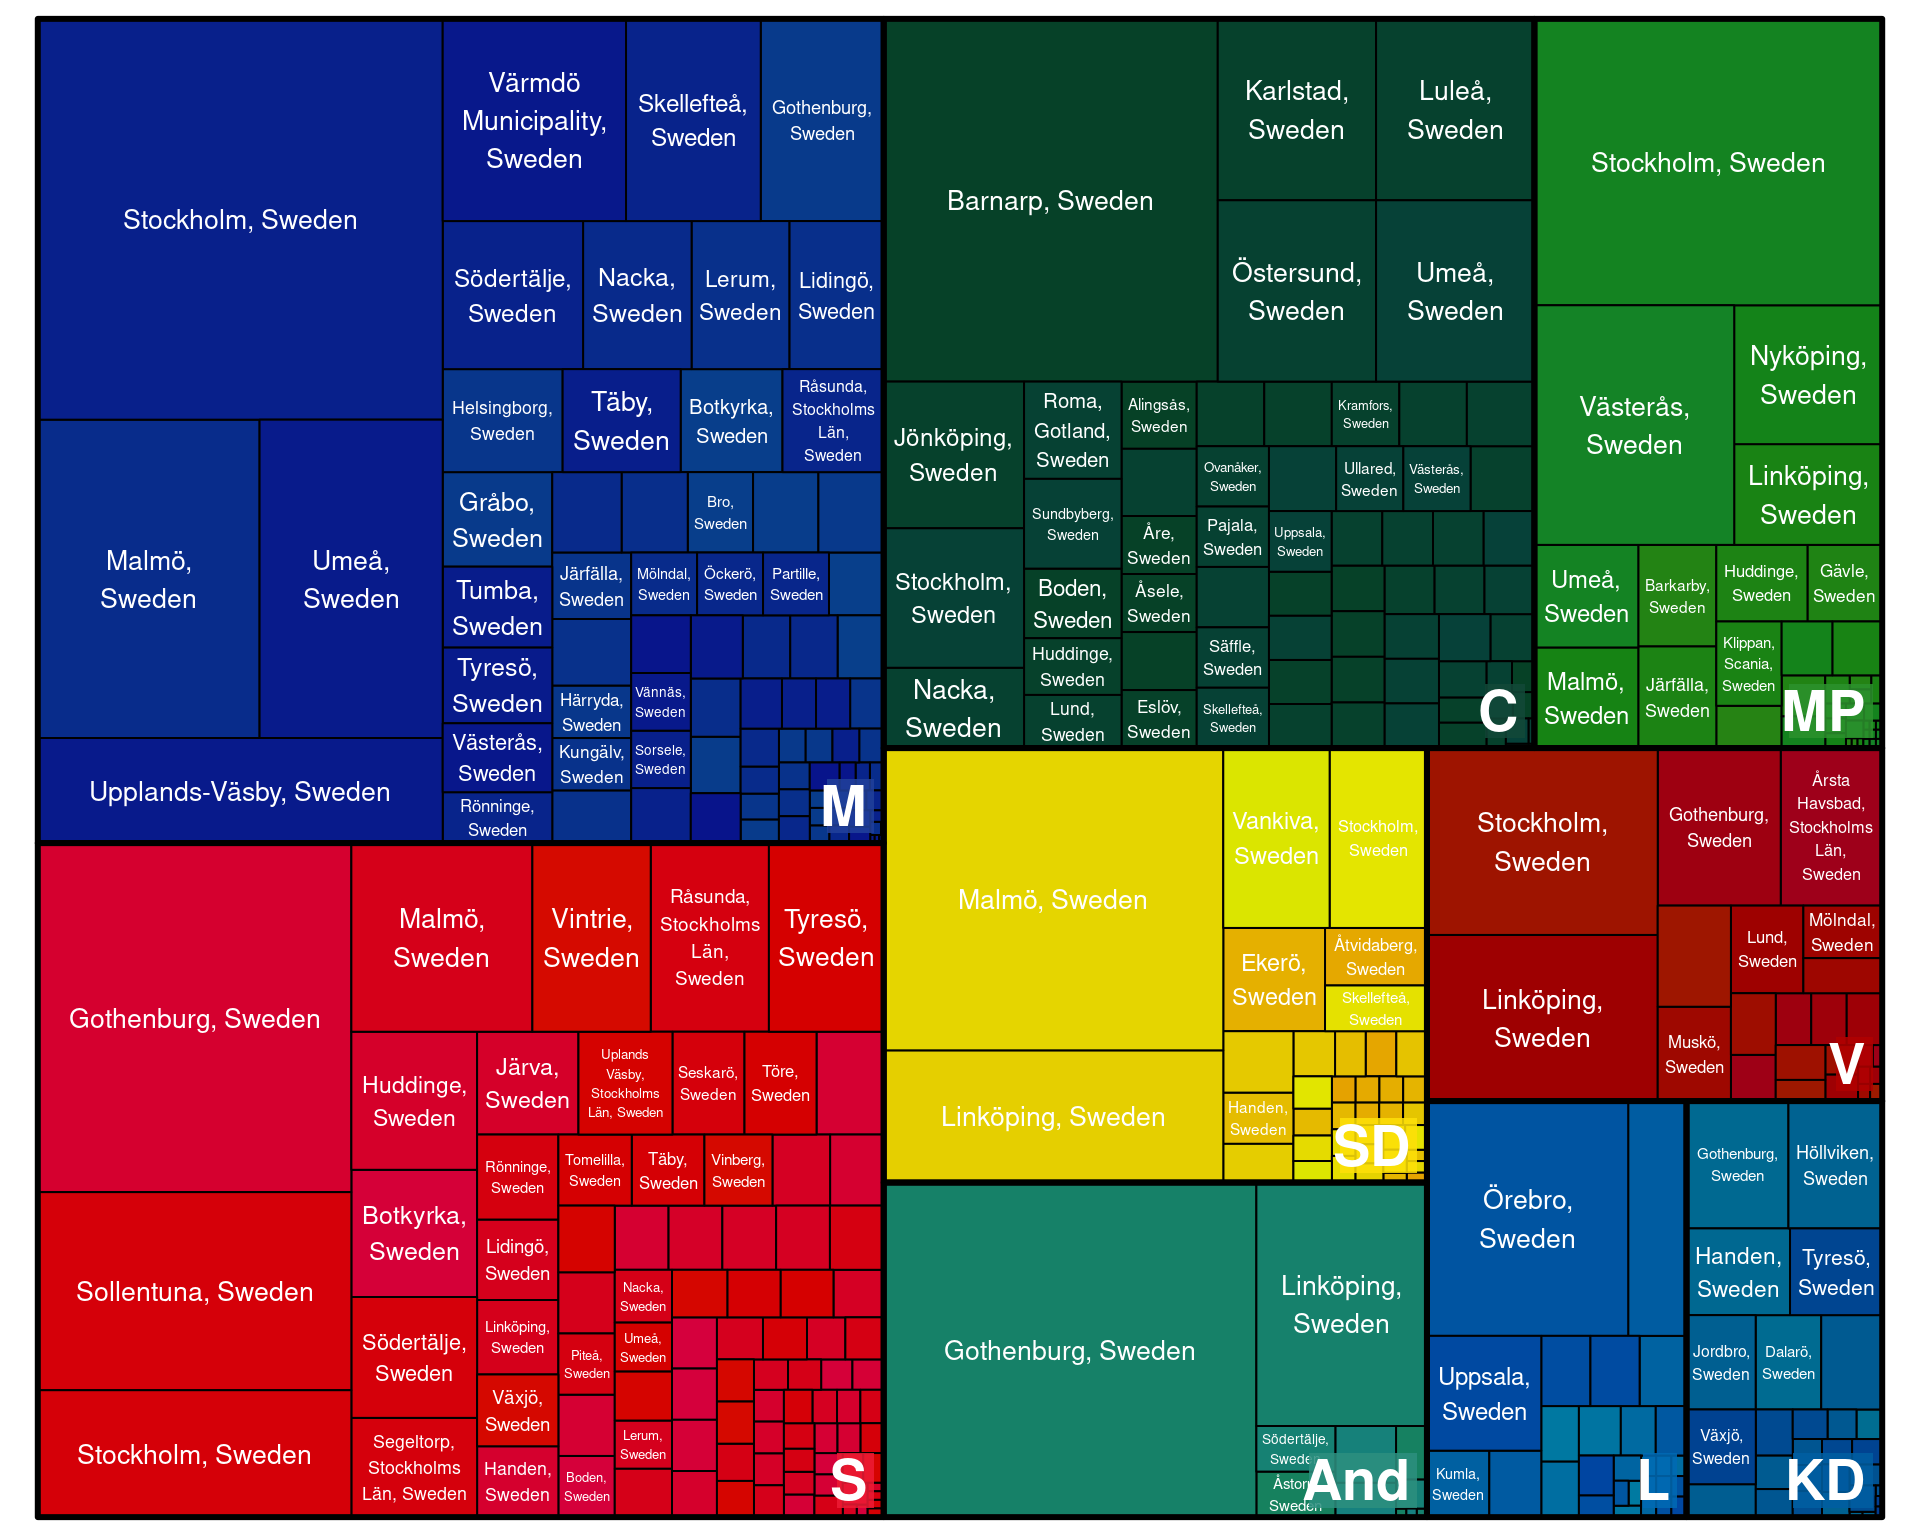 Stockholm, Sweden
Värmdö
Municipality,
Sweden
Skellefteå,
Sweden
Gothenburg,
Sweden
Södertälje,
Sweden
Nacka,
Sweden
Lerum,
Sweden
Lidingö,
Sweden
Helsingborg,
Sweden
Täby,
Sweden
Botkyrka,
Sweden
Råsunda,
Stockholms
Län,
Sweden
Malmö,
Sweden
Umeå,
Sweden
Upplands-Väsby, Sweden
Gråbo,
Sweden
Bro,
Sweden
Tumba,
Sweden
Järfälla,
Sweden
Mölndal,
Sweden
Öckerö,
Sweden
Partille,
Sweden
Tyresö,
Sweden
Härryda,
Sweden
Vännäs,
Sweden
Västerås,
Sweden
Kungälv,
Sweden
Sorsele,
Sweden
Rönninge,
Sweden
M
Barnarp, Sweden
Karlstad,
Sweden
Luleå,
Sweden
Östersund,
Sweden
Umeå,
Sweden
Jönköping,
Sweden
Stockholm,
Sweden
Nacka,
Sweden
Roma,
Gotland,
Sweden
Sundbyberg,
Sweden
Boden,
Sweden
Huddinge,
Sweden
Lund,
Sweden
Alingsås,
Sweden
Åre,
Sweden
Åsele,
Sweden
Eslöv,
Sweden
Kramfors,
Sweden
Ovanåker,
Sweden
Ullared,
Sweden
Västerås,
Sweden
Pajala,
Sweden
Uppsala,
Sweden
Säffle,
Sweden
Skellefteå,
Sweden
C
Stockholm, Sweden
Västerås,
Sweden
Nyköping,
Sweden
Linköping,
Sweden
Umeå,
Sweden
Barkarby,
Sweden
Huddinge,
Sweden
Gävle,
Sweden
Malmö,
Sweden
Järfälla,
Sweden
Klippan,
Scania,
Sweden
MP
Gothenburg, Sweden
Sollentuna, Sweden
Stockholm, Sweden
Malmö,
Sweden
Vintrie,
Sweden
Råsunda,
Stockholms
Län,
Sweden
Tyresö,
Sweden
Huddinge,
Sweden
Botkyrka,
Sweden
Södertälje,
Sweden
Segeltorp,
Stockholms
Län, Sweden
Järva,
Sweden
Uplands
Väsby,
Stockholms
Län, Sweden
Seskarö,
Sweden
Töre,
Sweden
Rönninge,
Sweden
Tomelilla,
Sweden
Täby,
Sweden
Vinberg,
Sweden
Lidingö,
Sweden
Linköping,
Sweden
Växjö,
Sweden
Handen,
Sweden
Nacka,
Sweden
Piteå,
Sweden
Umeå,
Sweden
Lerum,
Sweden
Boden,
Sweden
S
Malmö, Sweden
Linköping, Sweden
Vankiva,
Sweden
Stockholm,
Sweden
Ekerö,
Sweden
Åtvidaberg,
Sweden
Skellefteå,
Sweden
Handen,
Sweden
SD
Stockholm,
Sweden
Linköping,
Sweden
Gothenburg,
Sweden
Årsta
Havsbad,
Stockholms
Län,
Sweden
Lund,
Sweden
Mölndal,
Sweden
Muskö,
Sweden
V
Gothenburg, Sweden
Linköping,
Sweden
Södertälje,
Sweden
Åstorp,
Sweden
And
Örebro,
Sweden
Uppsala,
Sweden
Kumla,
Sweden
L
Gothenburg,
Sweden
Höllviken,
Sweden
Handen,
Sweden
Tyresö,
Sweden
Jordbro,
Sweden
Dalarö,
Sweden
Växjö,
Sweden
KD